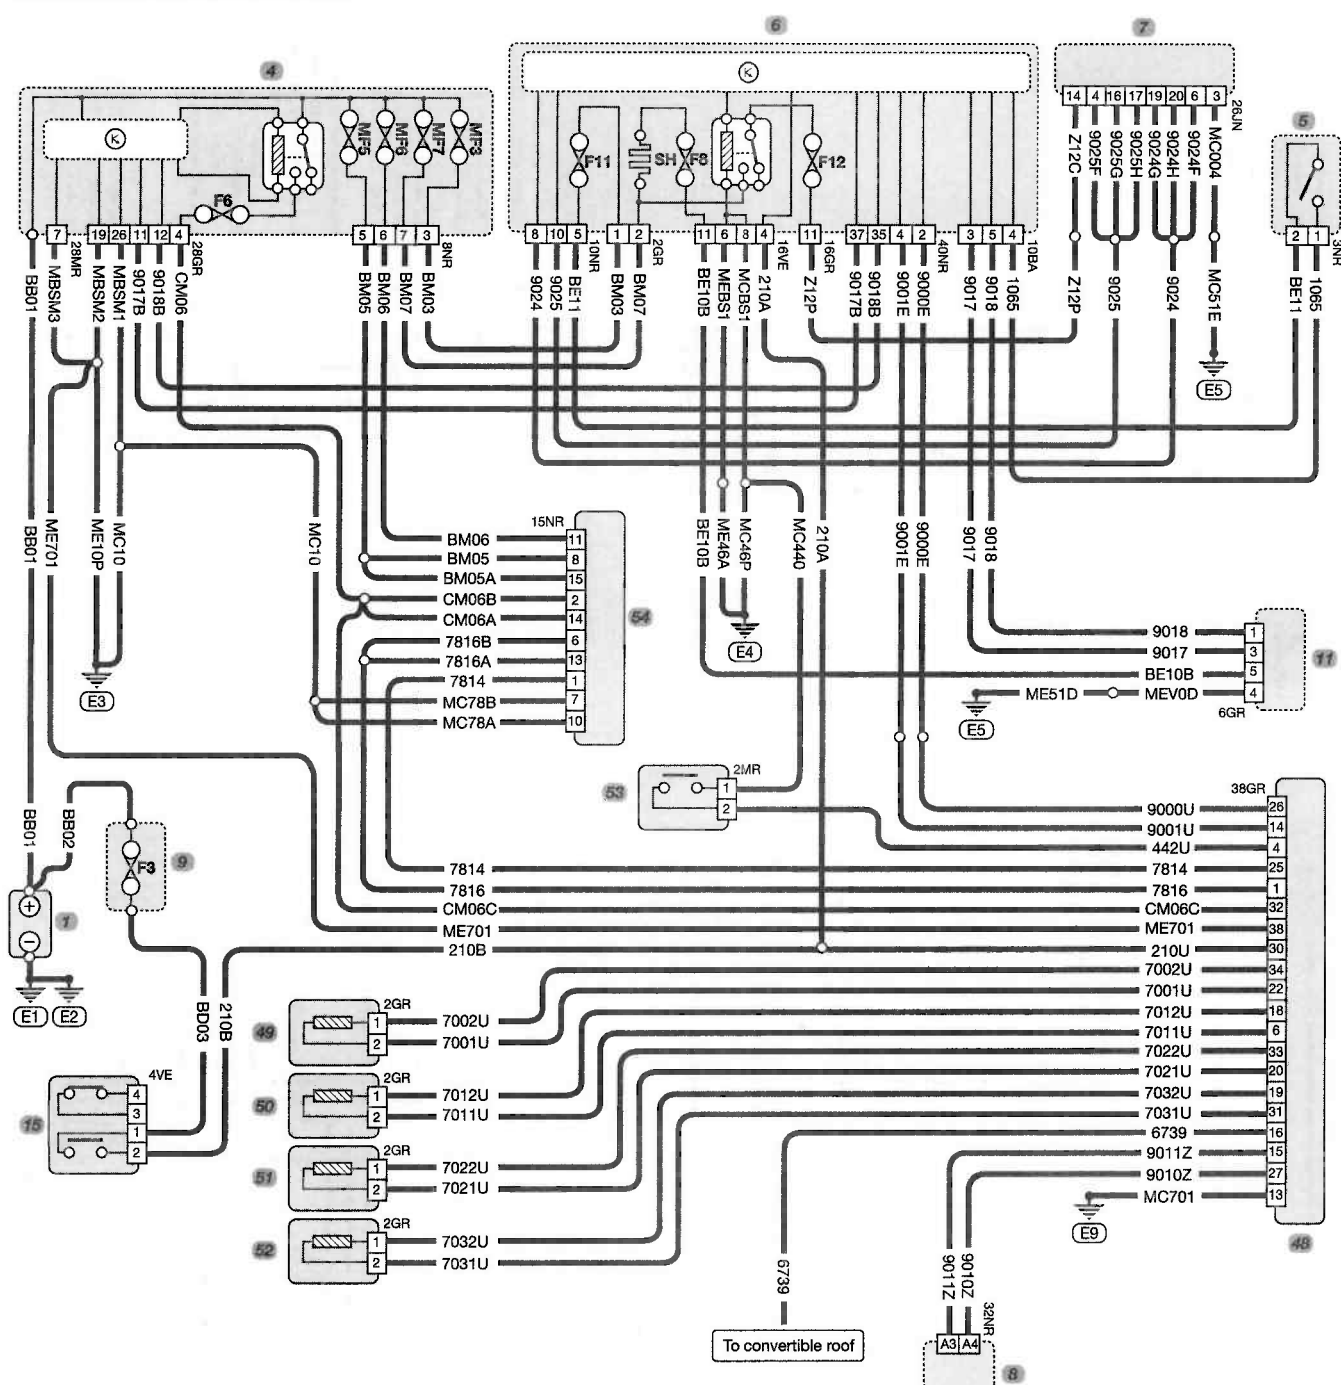 6
7
4
K
K
5
MF5 MF6 MF7 MF3
F11 SH F8 F12
F6
14 4 16 17 19 20 6 3 26JN
Z12C 9025F 9025G 9025H 9024G 9024H 9024F MC004
7 28MR 19 26 11 12 4 28GR
5 6 7 3 8NR
8 10 5 10NR 1 2 2GR
11 6 8 4 16VE 11 16GR
37 35 4 2 40NR
3 5 4 10BA
2 1 3NR
BB01 MBSM3 MBSM2 MBSM1 9017B 9018B CM06
BM05 BM06 BM07 BM03
9024 9025 BE11 BM03 BM07
BE10B MEBS1 MCBS1 210A Z12P
9017B 9018B 9001E 9000E
9017 9018 1065
Z12P 9025 9024 MC51E
BE11 1065
E5
BB01 ME701 ME10P MC10 MC10
BE10B ME46A MC46P MC440 210A
9001E 9000E 9017 9018
15NR
BM06 11
BM05 8
BM05A 15
CM06B 2
CM06A 14
7816B 6
7816A 13
7814 1
MC78B 7
MC78A 10
54
E3
E4
9018 1
9017 3
BE10B 5
ME51D MEV0D 4
6GR
11
E5
53
2MR
1
2
BB01 BB02
F3
9
1
+
−
E1 E2
38GR
9000U 26
9001U 14
442U 4
7814 7814 25
7816 7816 1
CM06C CM06C 32
ME701 ME701 38
210B 210U 30
7002U 34
7001U 22
7012U 18
7011U 6
7022U 33
7021U 20
7032U 19
7031U 31
6739 16
9011Z 15
9010Z 27
MC701 13
E9
48
BD03 210B
4VE
4
3
1
2
15
49
2GR
1 7002U
2 7001U
50
2GR
1 7012U
2 7011U
51
2GR
1 7022U
2 7021U
52
2GR
1 7032U
2 7031U
6739
To convertible roof
9011Z 9010Z
A3 A4 32NR
8